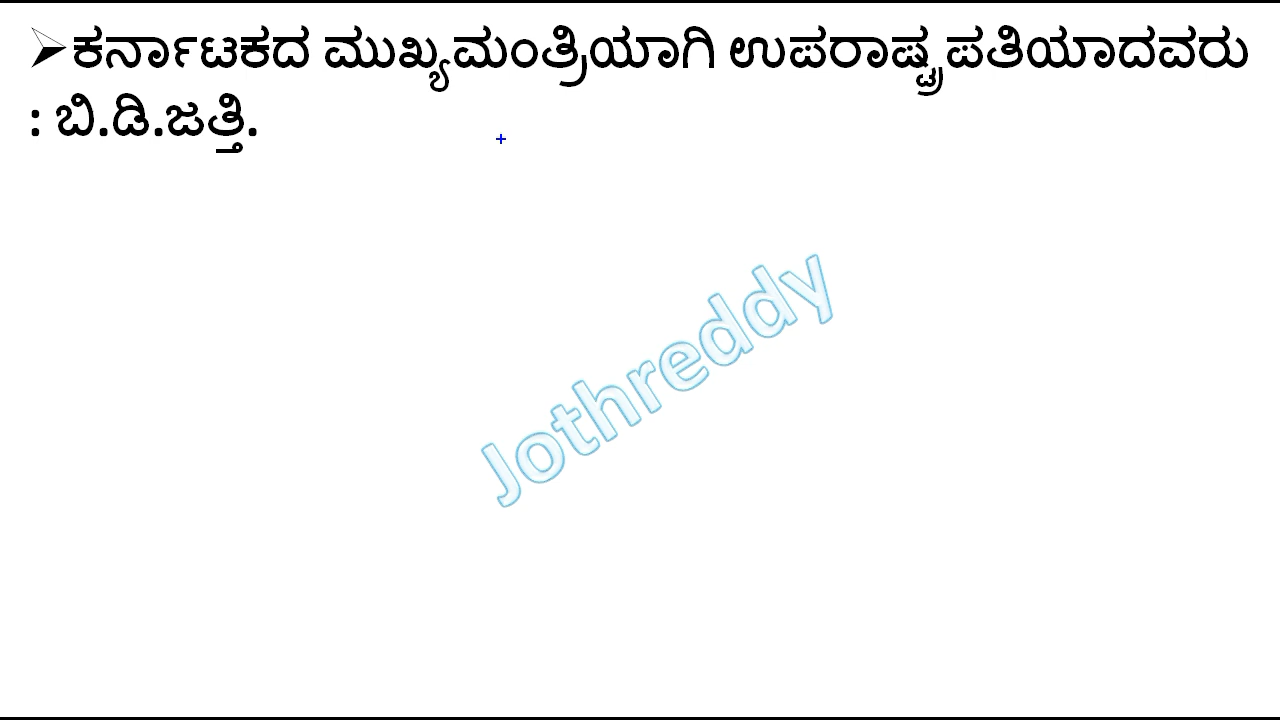 ➢ಕರ್ನಾಟಕದ ಮುಖ್ಯಮಂತ್ರಿಯಾಗಿ ಉಪರಾಷ್ಟ್ರಪತಿಯಾದವರು
: ಬಿ.ಡಿ.ಜತ್ತಿ.
Jothreddy